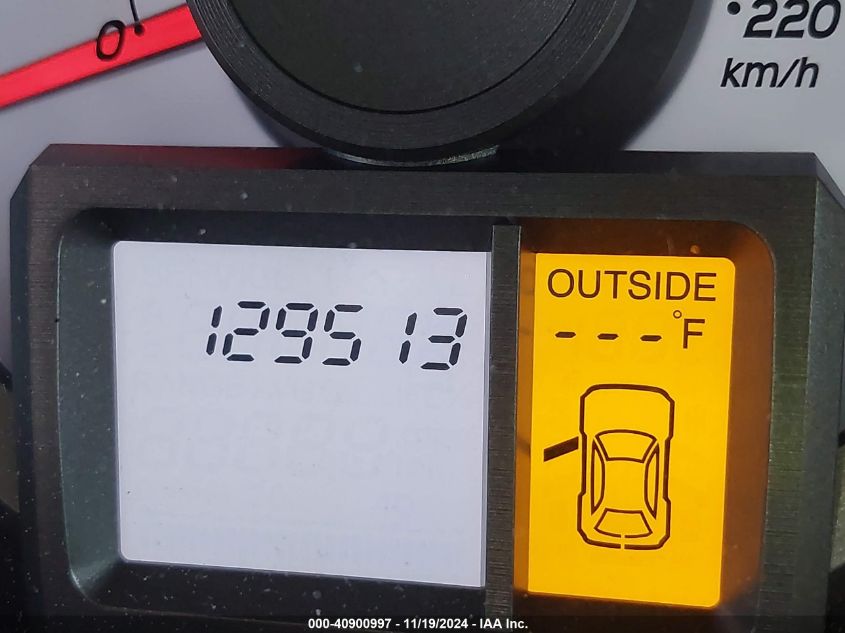 0
220
km/h
129513
OUTSIDE
---°F
000-40900997 - 11/19/2024 - IAA Inc.